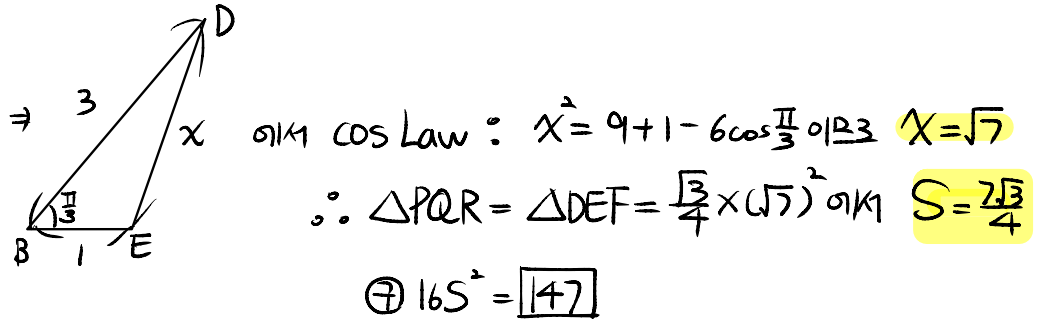 D
⇒ 3
x 에서 cos Law : x² = 9+1-6cos π/3 이므로 x=√7
π/3
∴ △PQR = △DEF = √3/4 × (√7)² 에서 S = 7√3/4
B 1 E
㉠ 16S² = 147